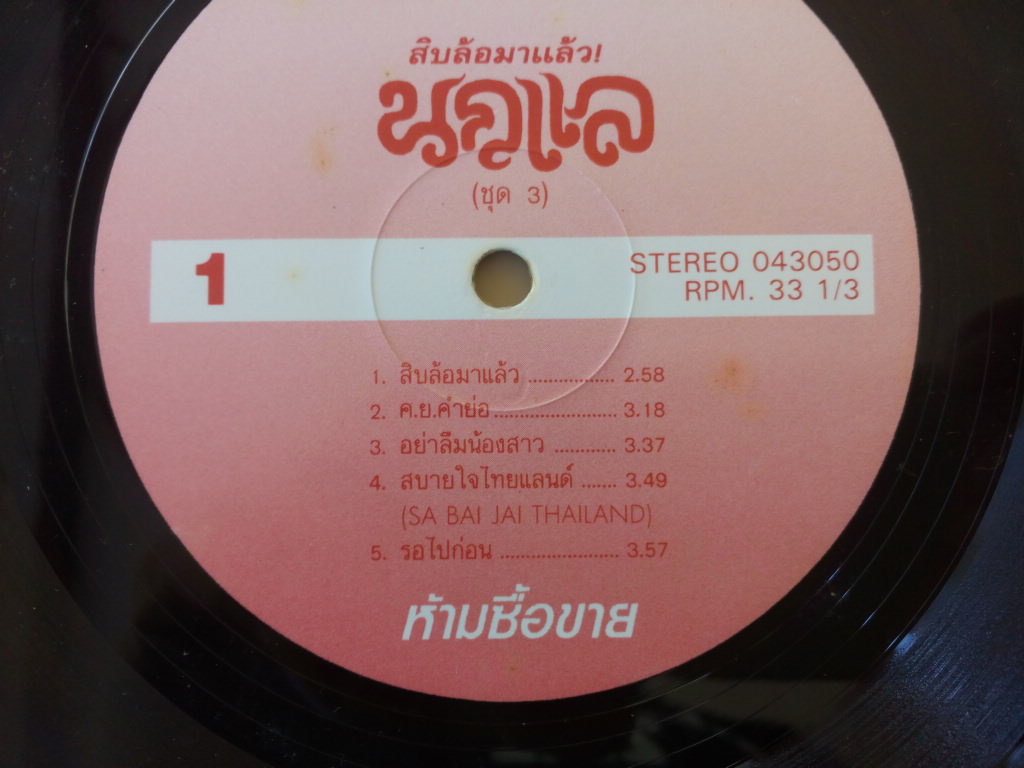 สิบล้อมาแล้ว!
นกแล
(ชุด 3)
1
STEREO 043050
RPM. 33 1/3
1. สิบล้อมาแล้ว ................. 2.58
2. ค.ย.คำย่อ........................ 3.18
3. อย่าลืมน้องสาว ............ 3.37
4. สบายใจไทยแลนด์ ....... 3.49
(SA BAI JAI THAILAND)
5. รอไปก่อน ....................... 3.57
ห้ามซื้อขาย